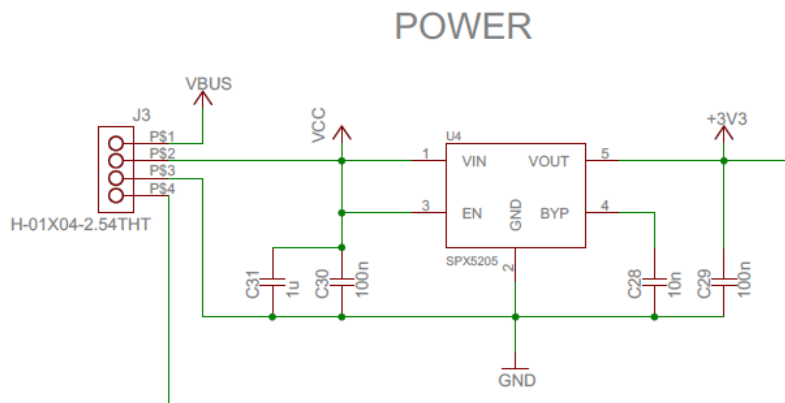 POWER
VBUS
J3
P$1
P$2
P$3
P$4
H-01X04-2.54THT
VCC
U4
1 VIN VOUT 5
3 EN GND BYP 4
SPX5205
2
+3V3
C31 1u
C30 100n
C28 10n
C29 100n
GND